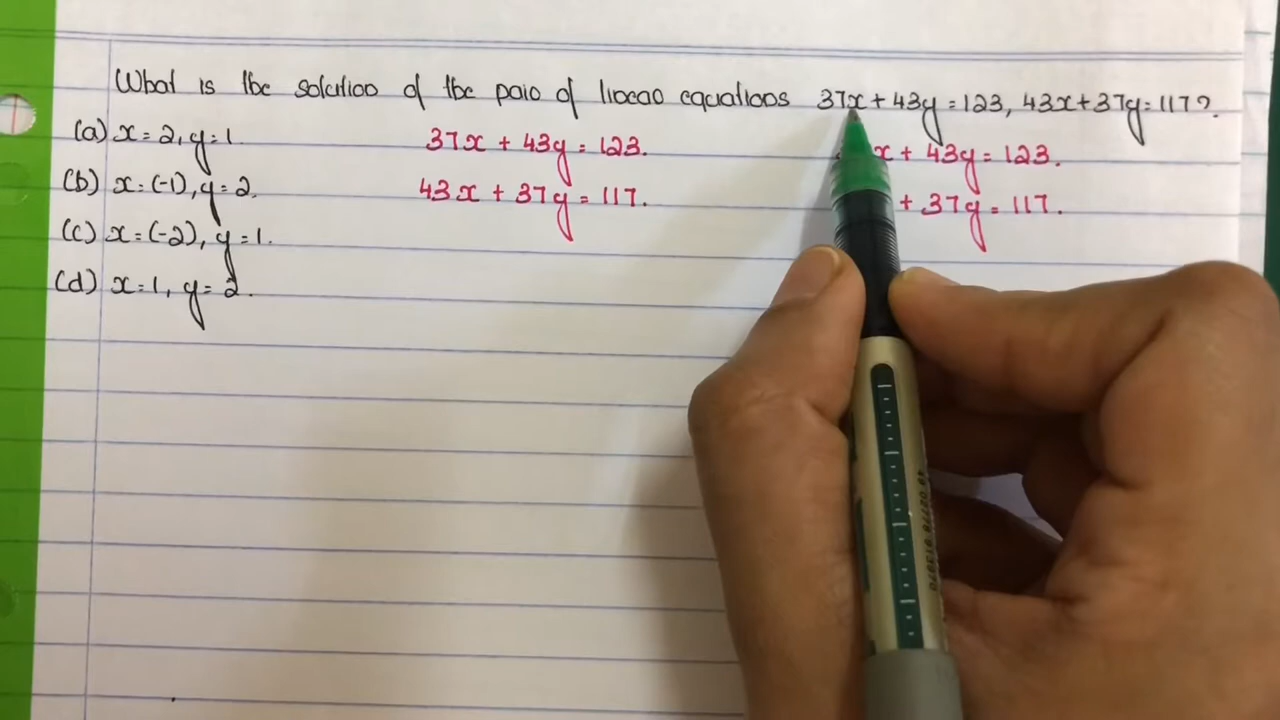 What is the solution of the pair of linear equations 37x + 43y = 123, 43x + 37y = 117?
(a) x = 2, y = 1.
(b) x = (-1), y = 2.
(c) x = (-2), y = 1.
(d) x = 1, y = 2.
37x + 43y = 123.
43x + 37y = 117.
x + 43y = 123.
+ 37y = 117.